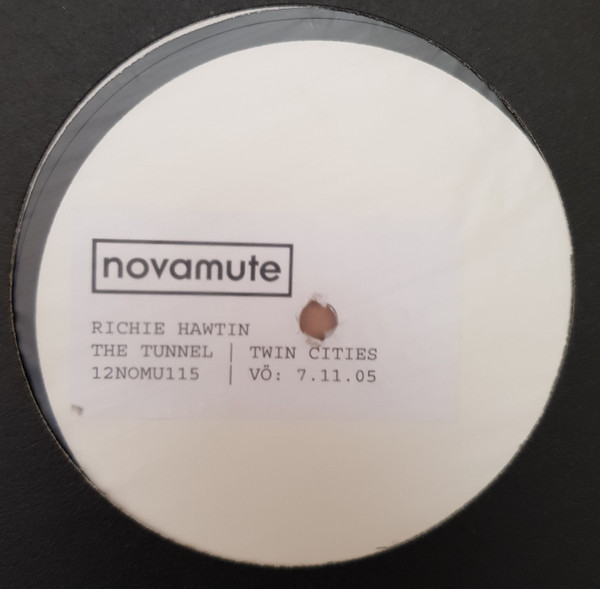 novamute
RICHIE HAWTIN
THE TUNNEL | TWIN CITIES
12NOMU115 | VÖ: 7.11.05